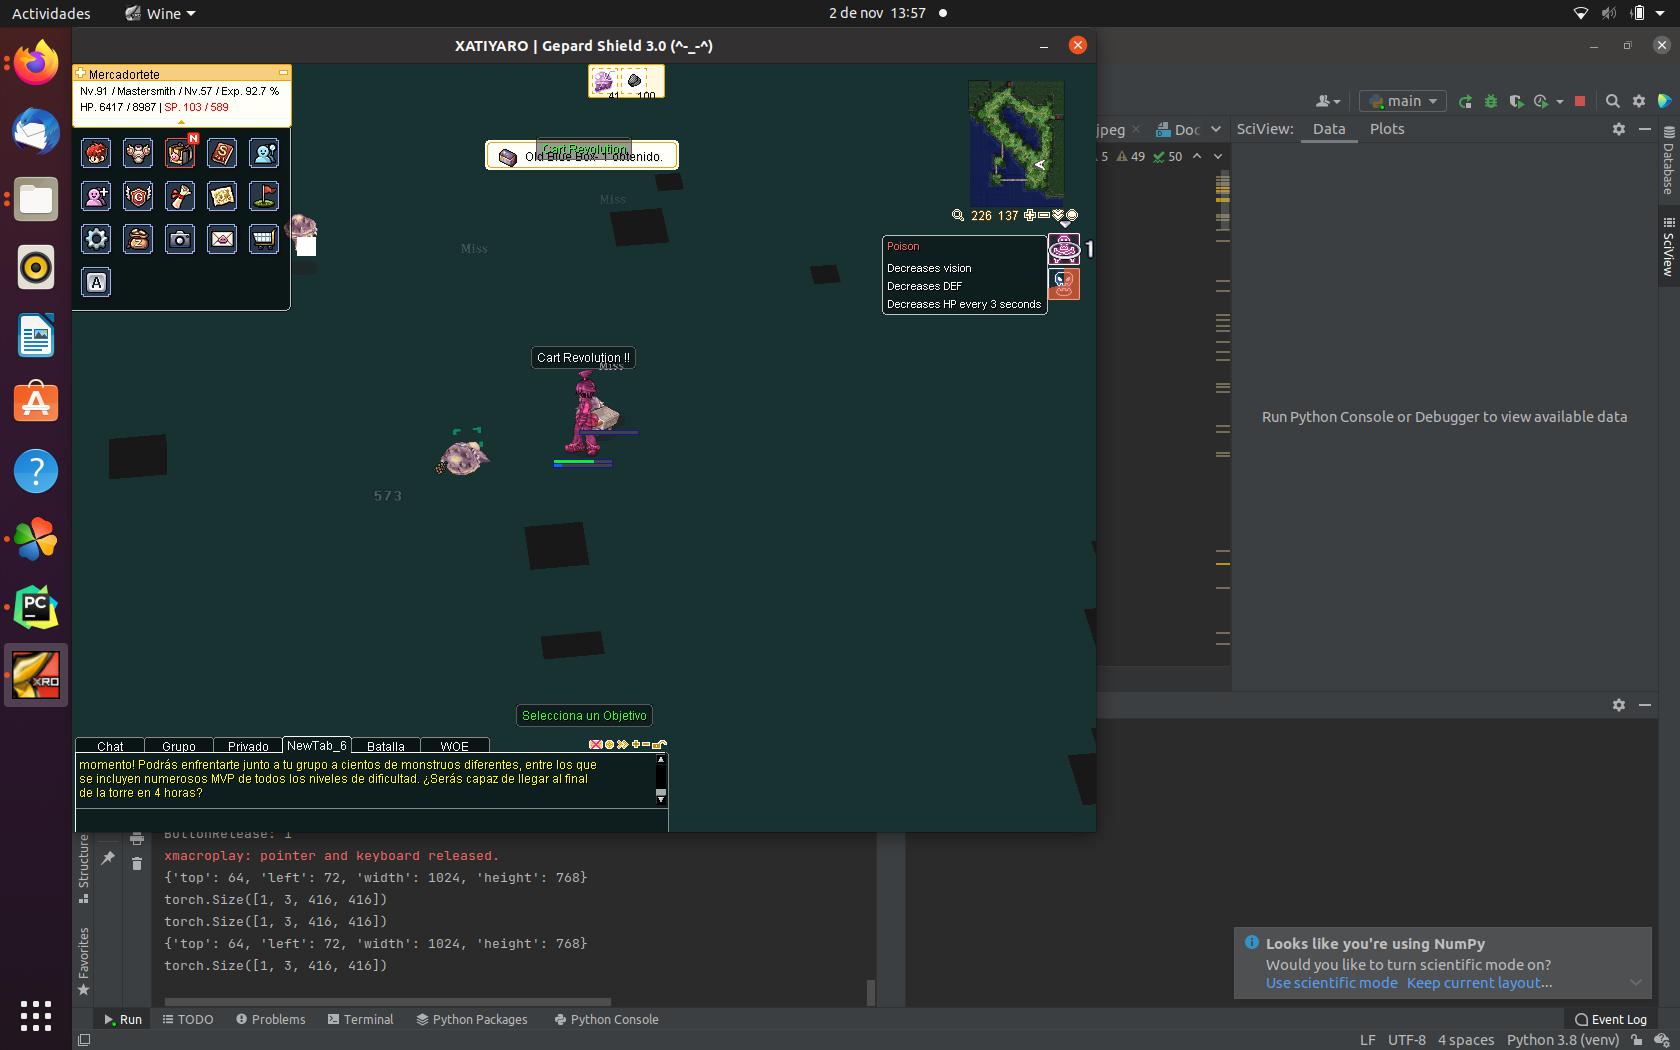 Actividades
Wine
2 de nov 13:57
XATIYARO | Gepard Shield 3.0 (^-_-^)
Mercadortete
Nv.91 / Mastersmith / Nv.57 / Exp. 92.7 %
HP. 6417 / 8987 | SP. 103 / 589
N
A
41
100
Cart Revolution
Old Blue Box- 1 obtenido.
Miss
Miss
226 137
Poison
Decreases vision
Decreases DEF
Decreases HP every 3 seconds
1
Cart Revolution !!
Miss
573
Selecciona un Objetivo
Chat
Grupo
Privado
NewTab_6
Batalla
WOE
momento! Podrás enfrentarte junto a tu grupo a cientos de monstruos diferentes, entre los que
se incluyen numerosos MVP de todos los niveles de dificultad. ¿Serás capaz de llegar al final
de la torre en 4 horas?
main
jpeg
Doc
SciView:
Data
Plots
5
49
50
Database
SciView
Run Python Console or Debugger to view available data
PC
XRO
Structure
Favorites
ButtonRelease: 1
xmacroplay: pointer and keyboard released.
{'top': 64, 'left': 72, 'width': 1024, 'height': 768}
torch.Size([1, 3, 416, 416])
torch.Size([1, 3, 416, 416])
{'top': 64, 'left': 72, 'width': 1024, 'height': 768}
torch.Size([1, 3, 416, 416])
Looks like you're using NumPy
Would you like to turn scientific mode on?
Use scientific mode Keep current layout...
Run
TODO
Problems
Terminal
Python Packages
Python Console
Event Log
LF UTF-8 4 spaces Python 3.8 (venv)